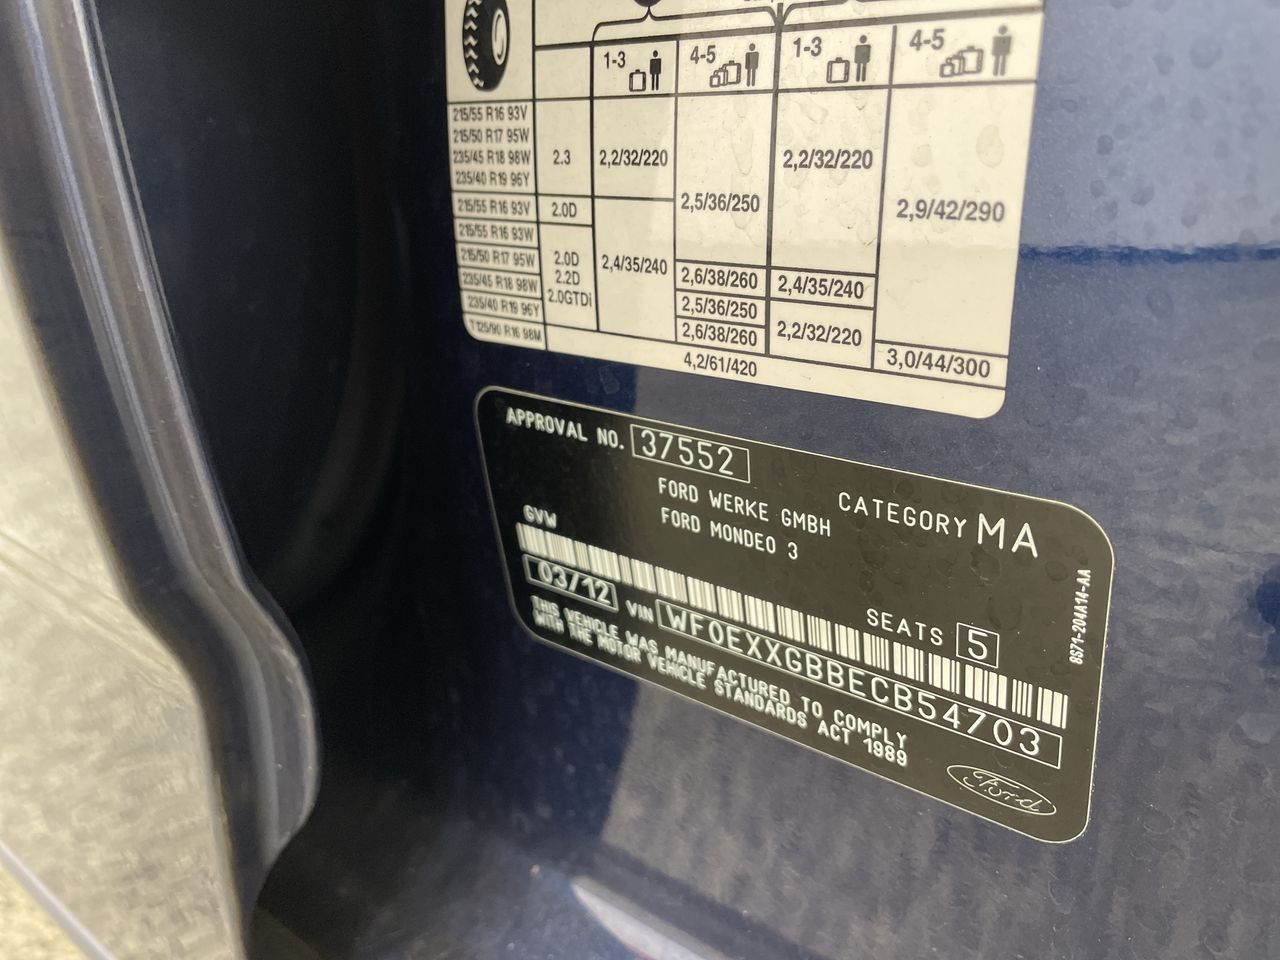 1-3 4-5 1-3 4-5
215/55 R16 93V
215/50 R17 95W
235/45 R18 98W
235/40 R19 96Y
2.3 2,2/32/220 2,2/32/220
2,5/36/250 2,9/42/290
215/55 R16 93V 2.0D
215/55 R16 93W
215/50 R17 95W
235/45 R18 98W
235/40 R19 96Y
2.0D
2.2D
2.0GTDi
2,4/35/240
2,6/38/260 2,4/35/240
2,5/36/250
2,6/38/260 2,2/32/220
3,0/44/300
T125/90 R16 98M 4,2/61/420
APPROVAL NO. 37552
CATEGORY MA
FORD WERKE GMBH
FORD MONDEO 3
GVW
SEATS 5
03/12 VIN WF0EXXGBBECB54703
THIS VEHICLE WAS MANUFACTURED TO COMPLY
WITH THE MOTOR VEHICLE STANDARDS ACT 1989
Ford
8S71-204A14-AA